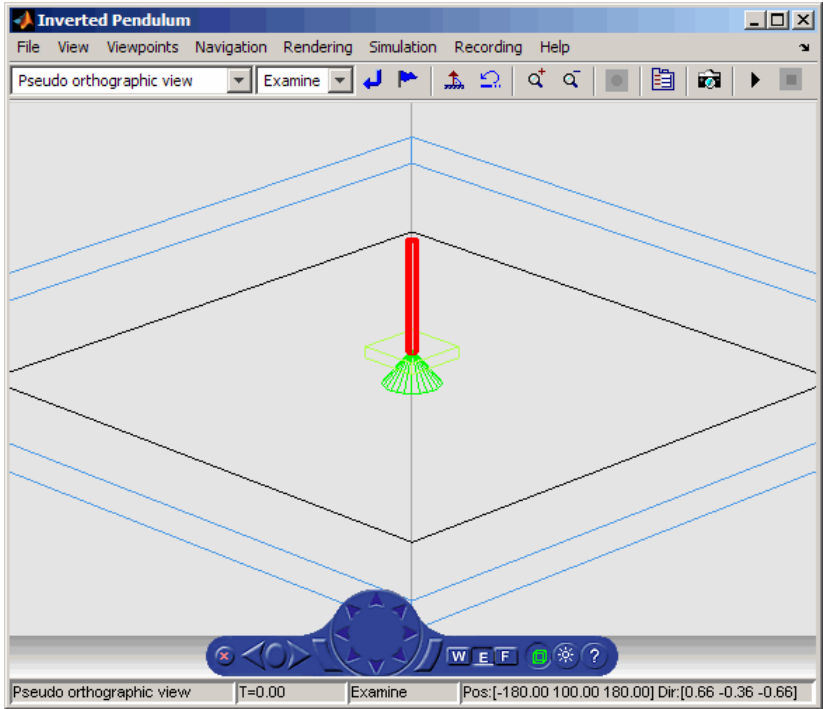 Inverted Pendulum
File View Viewpoints Navigation Rendering Simulation Recording Help
Pseudo orthographic view Examine
W E F ?
Pseudo orthographic view T=0.00 Examine Pos:[-180.00 100.00 180.00] Dir:[0.66 -0.36 -0.66]